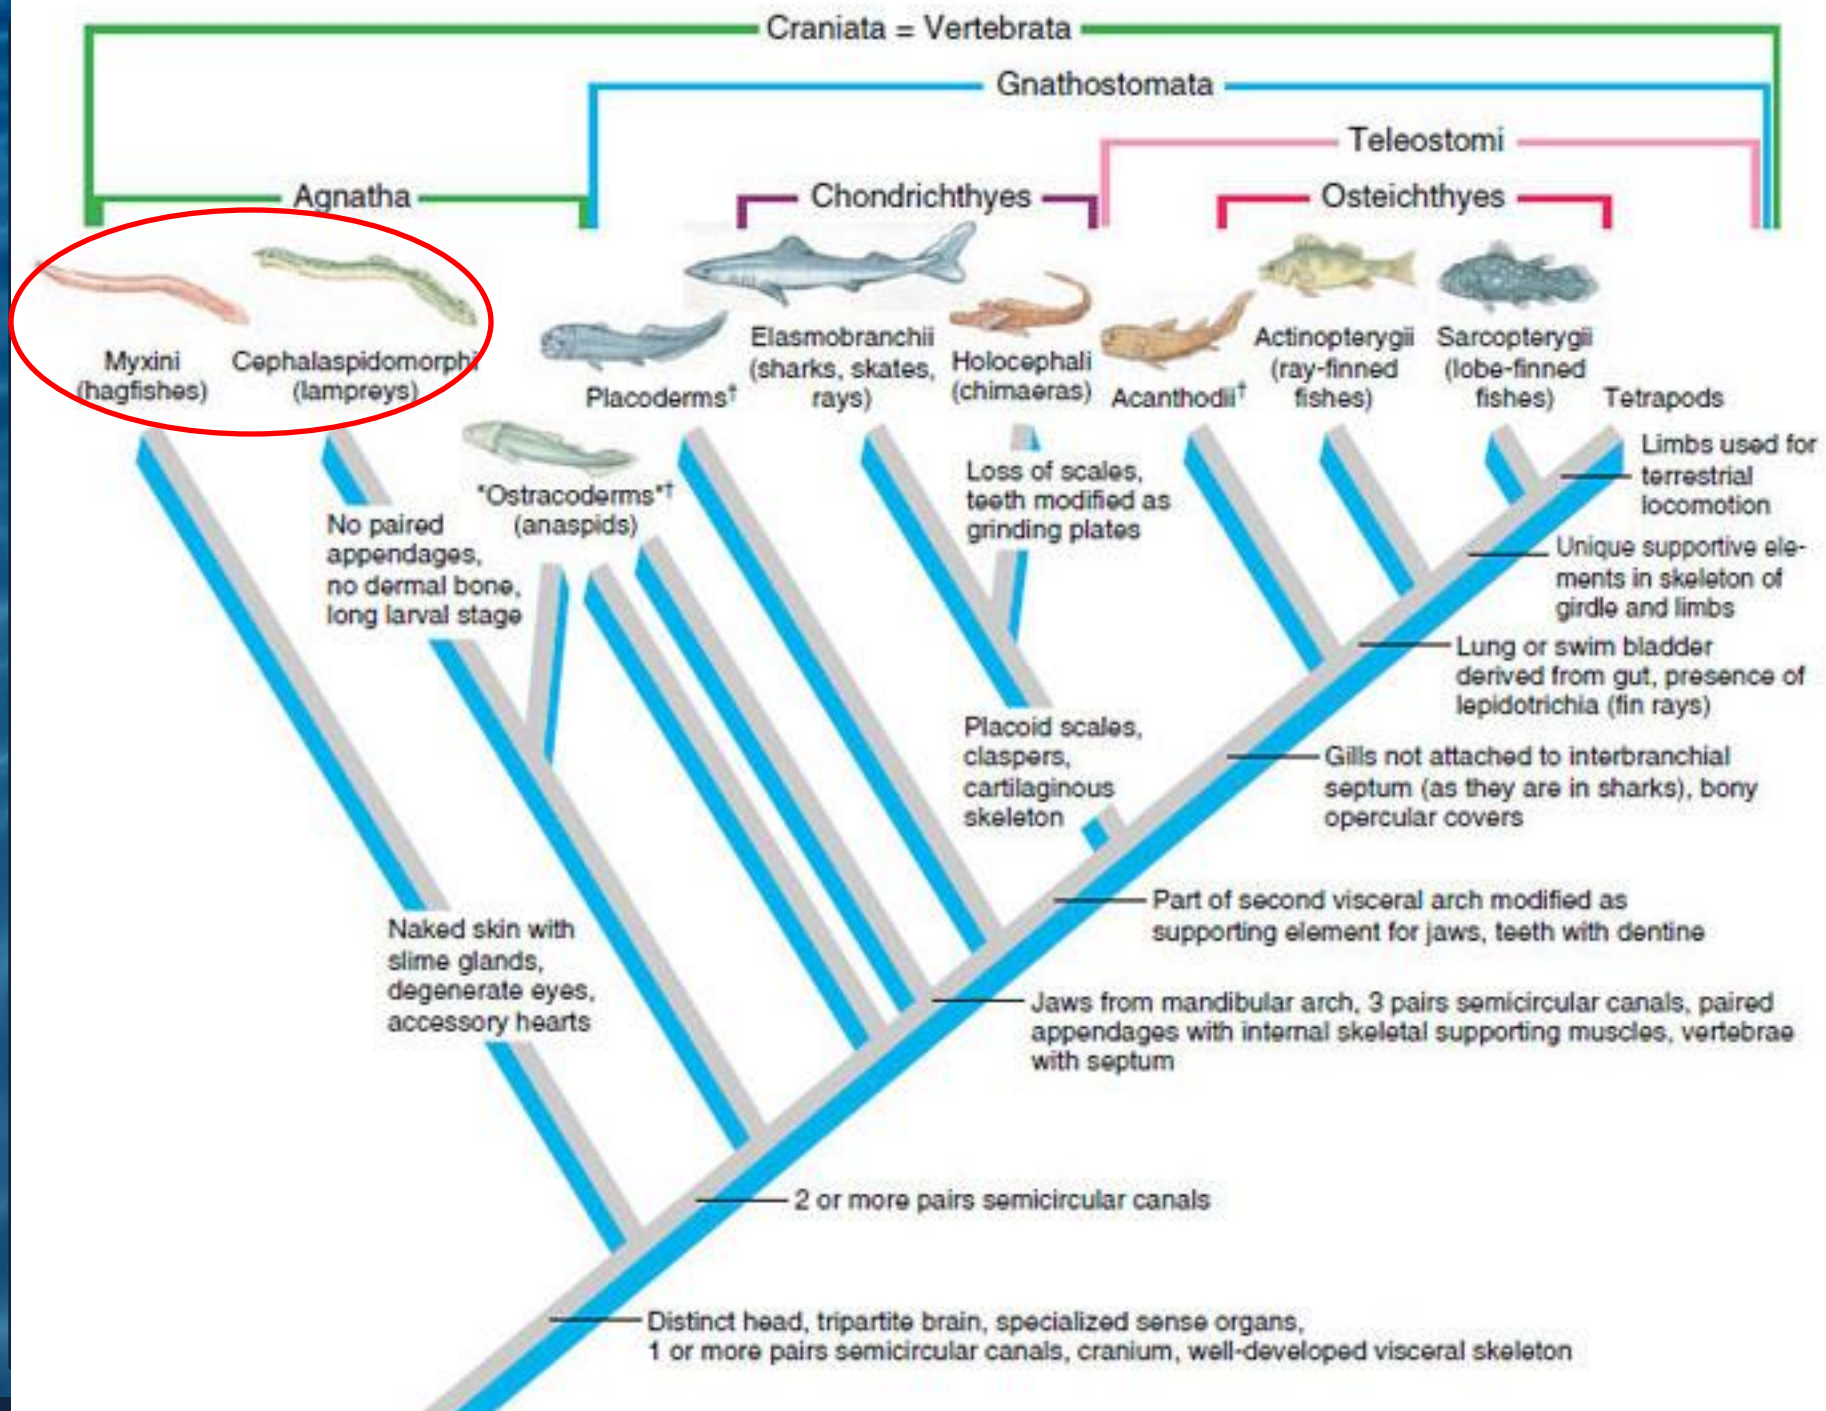 Craniata = Vertebrata
Gnathostomata
Teleostomi
Agnatha
Chondrichthyes
Osteichthyes
Myxini
(hagfishes)
Cephalaspidomorphi
(lampreys)
"Ostracoderms"†
(anaspids)
Placoderms†
Elasmobranchii
(sharks, skates,
rays)
Holocephali
(chimaeras)
Acanthodii†
Actinopterygii
(ray-finned
fishes)
Sarcopterygii
(lobe-finned
fishes)
Tetrapods
Limbs used for
terrestrial
locomotion
Loss of scales,
teeth modified as
grinding plates
No paired
appendages,
no dermal bone,
long larval stage
Unique supportive ele-
ments in skeleton of
girdle and limbs
Lung or swim bladder
derived from gut, presence of
lepidotrichia (fin rays)
Placoid scales,
claspers,
cartilaginous
skeleton
Gills not attached to interbranchial
septum (as they are in sharks), bony
opercular covers
Part of second visceral arch modified as
supporting element for jaws, teeth with dentine
Naked skin with
slime glands,
degenerate eyes,
accessory hearts
Jaws from mandibular arch, 3 pairs semicircular canals, paired
appendages with internal skeletal supporting muscles, vertebrae
with septum
2 or more pairs semicircular canals
Distinct head, tripartite brain, specialized sense organs,
1 or more pairs semicircular canals, cranium, well-developed visceral skeleton